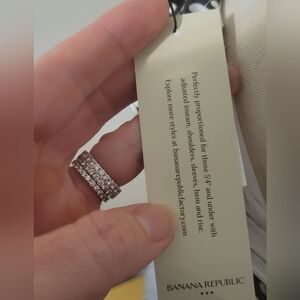 Perfectly proportioned for those 5'4" and under with
adjusted inseam, shoulders, sleeves, hem and rise.
Explore more styles at bananarepublicfactory.com
BANANA REPUBLIC